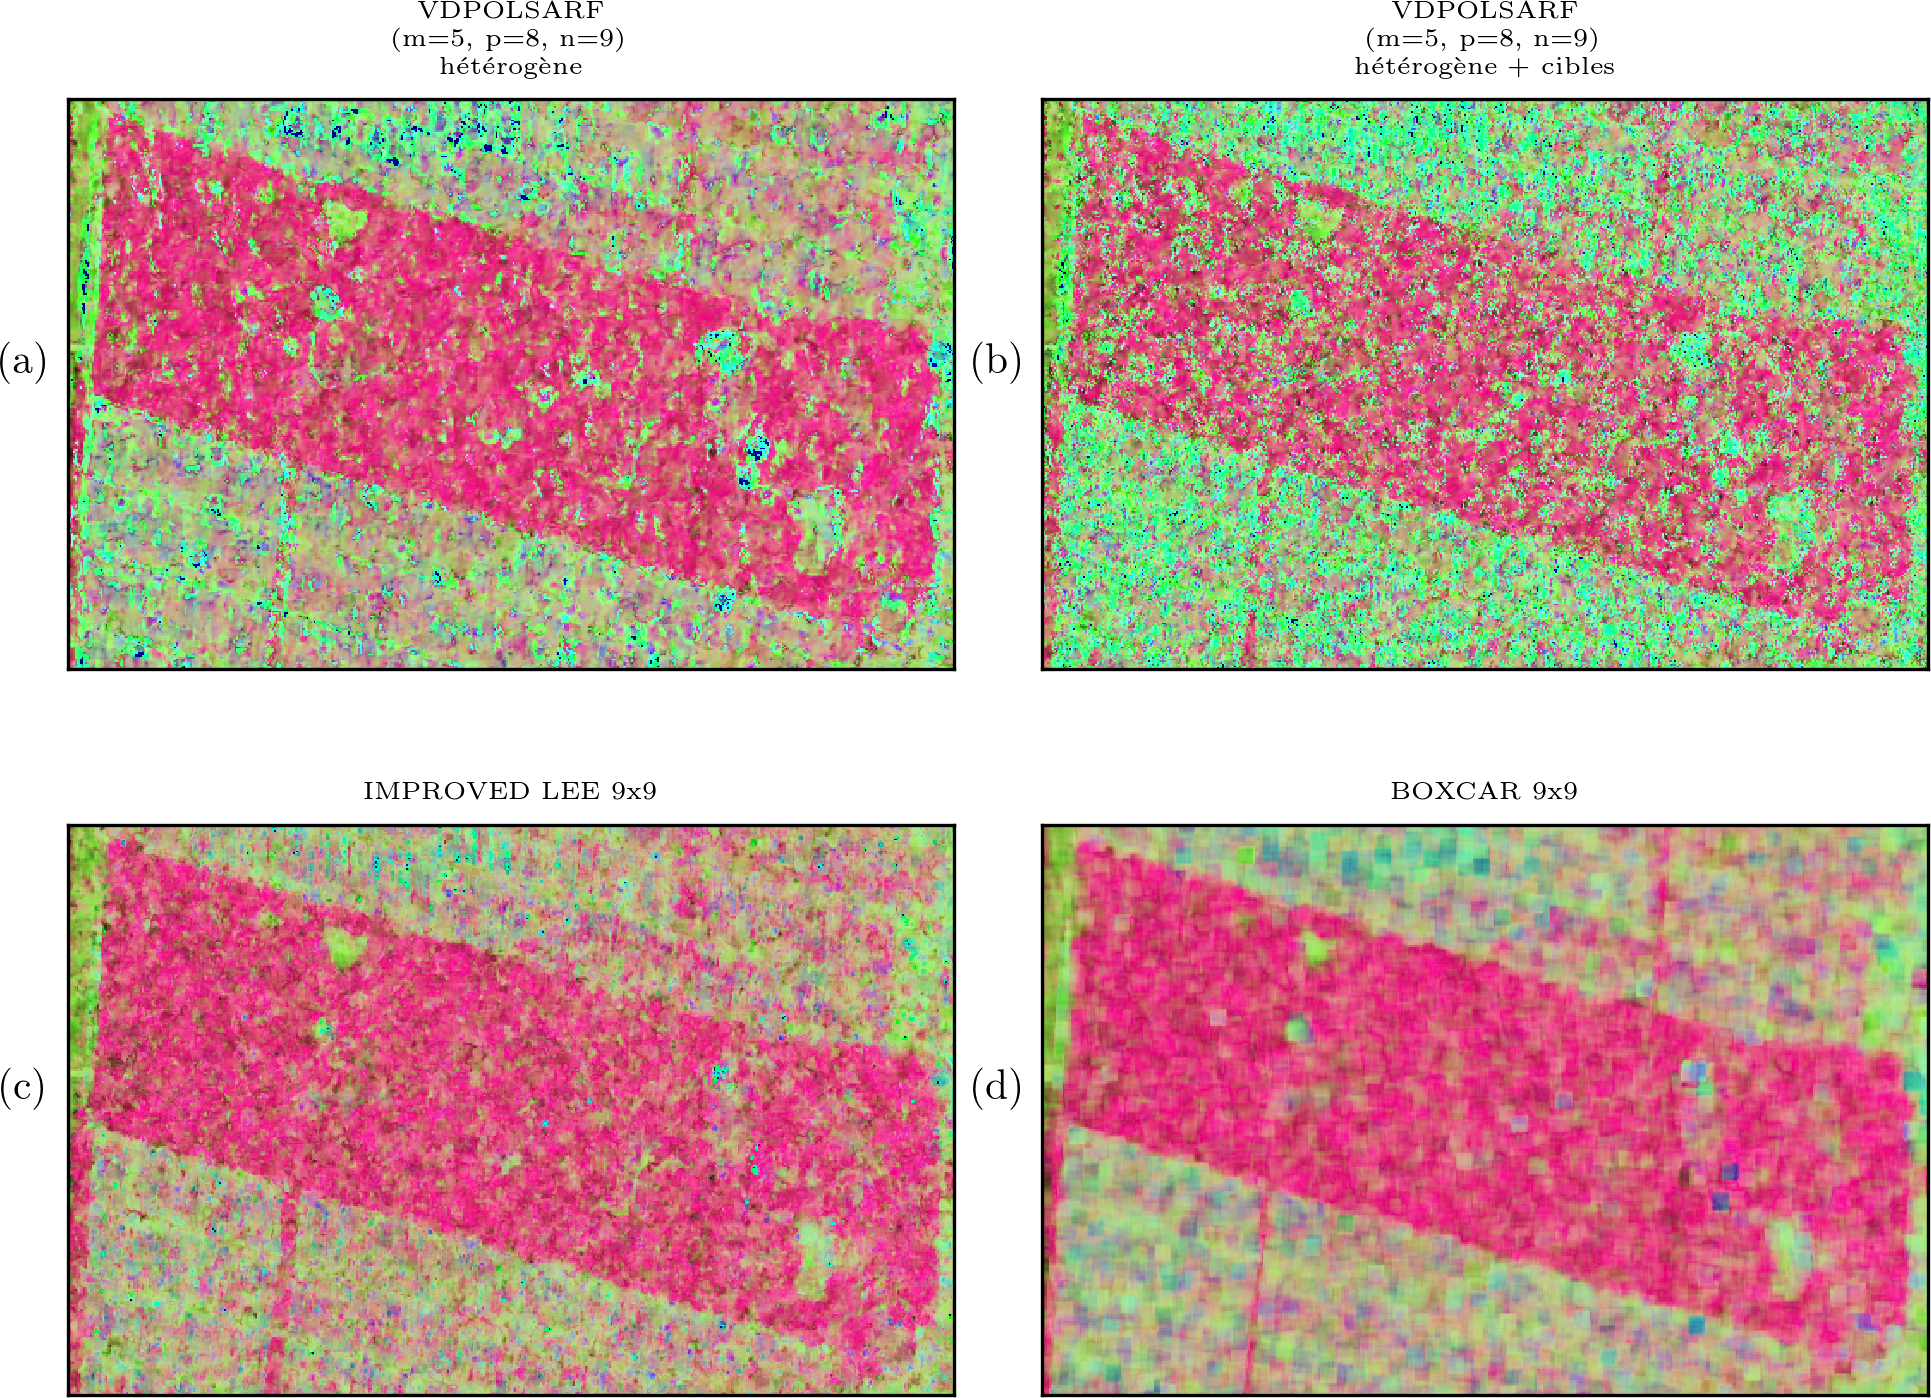 VDPOLSARF
(m=5, p=8, n=9)
hétérogène
VDPOLSARF
(m=5, p=8, n=9)
hétérogène + cibles
(a)
(b)
IMPROVED LEE 9x9
BOXCAR 9x9
(c)
(d)